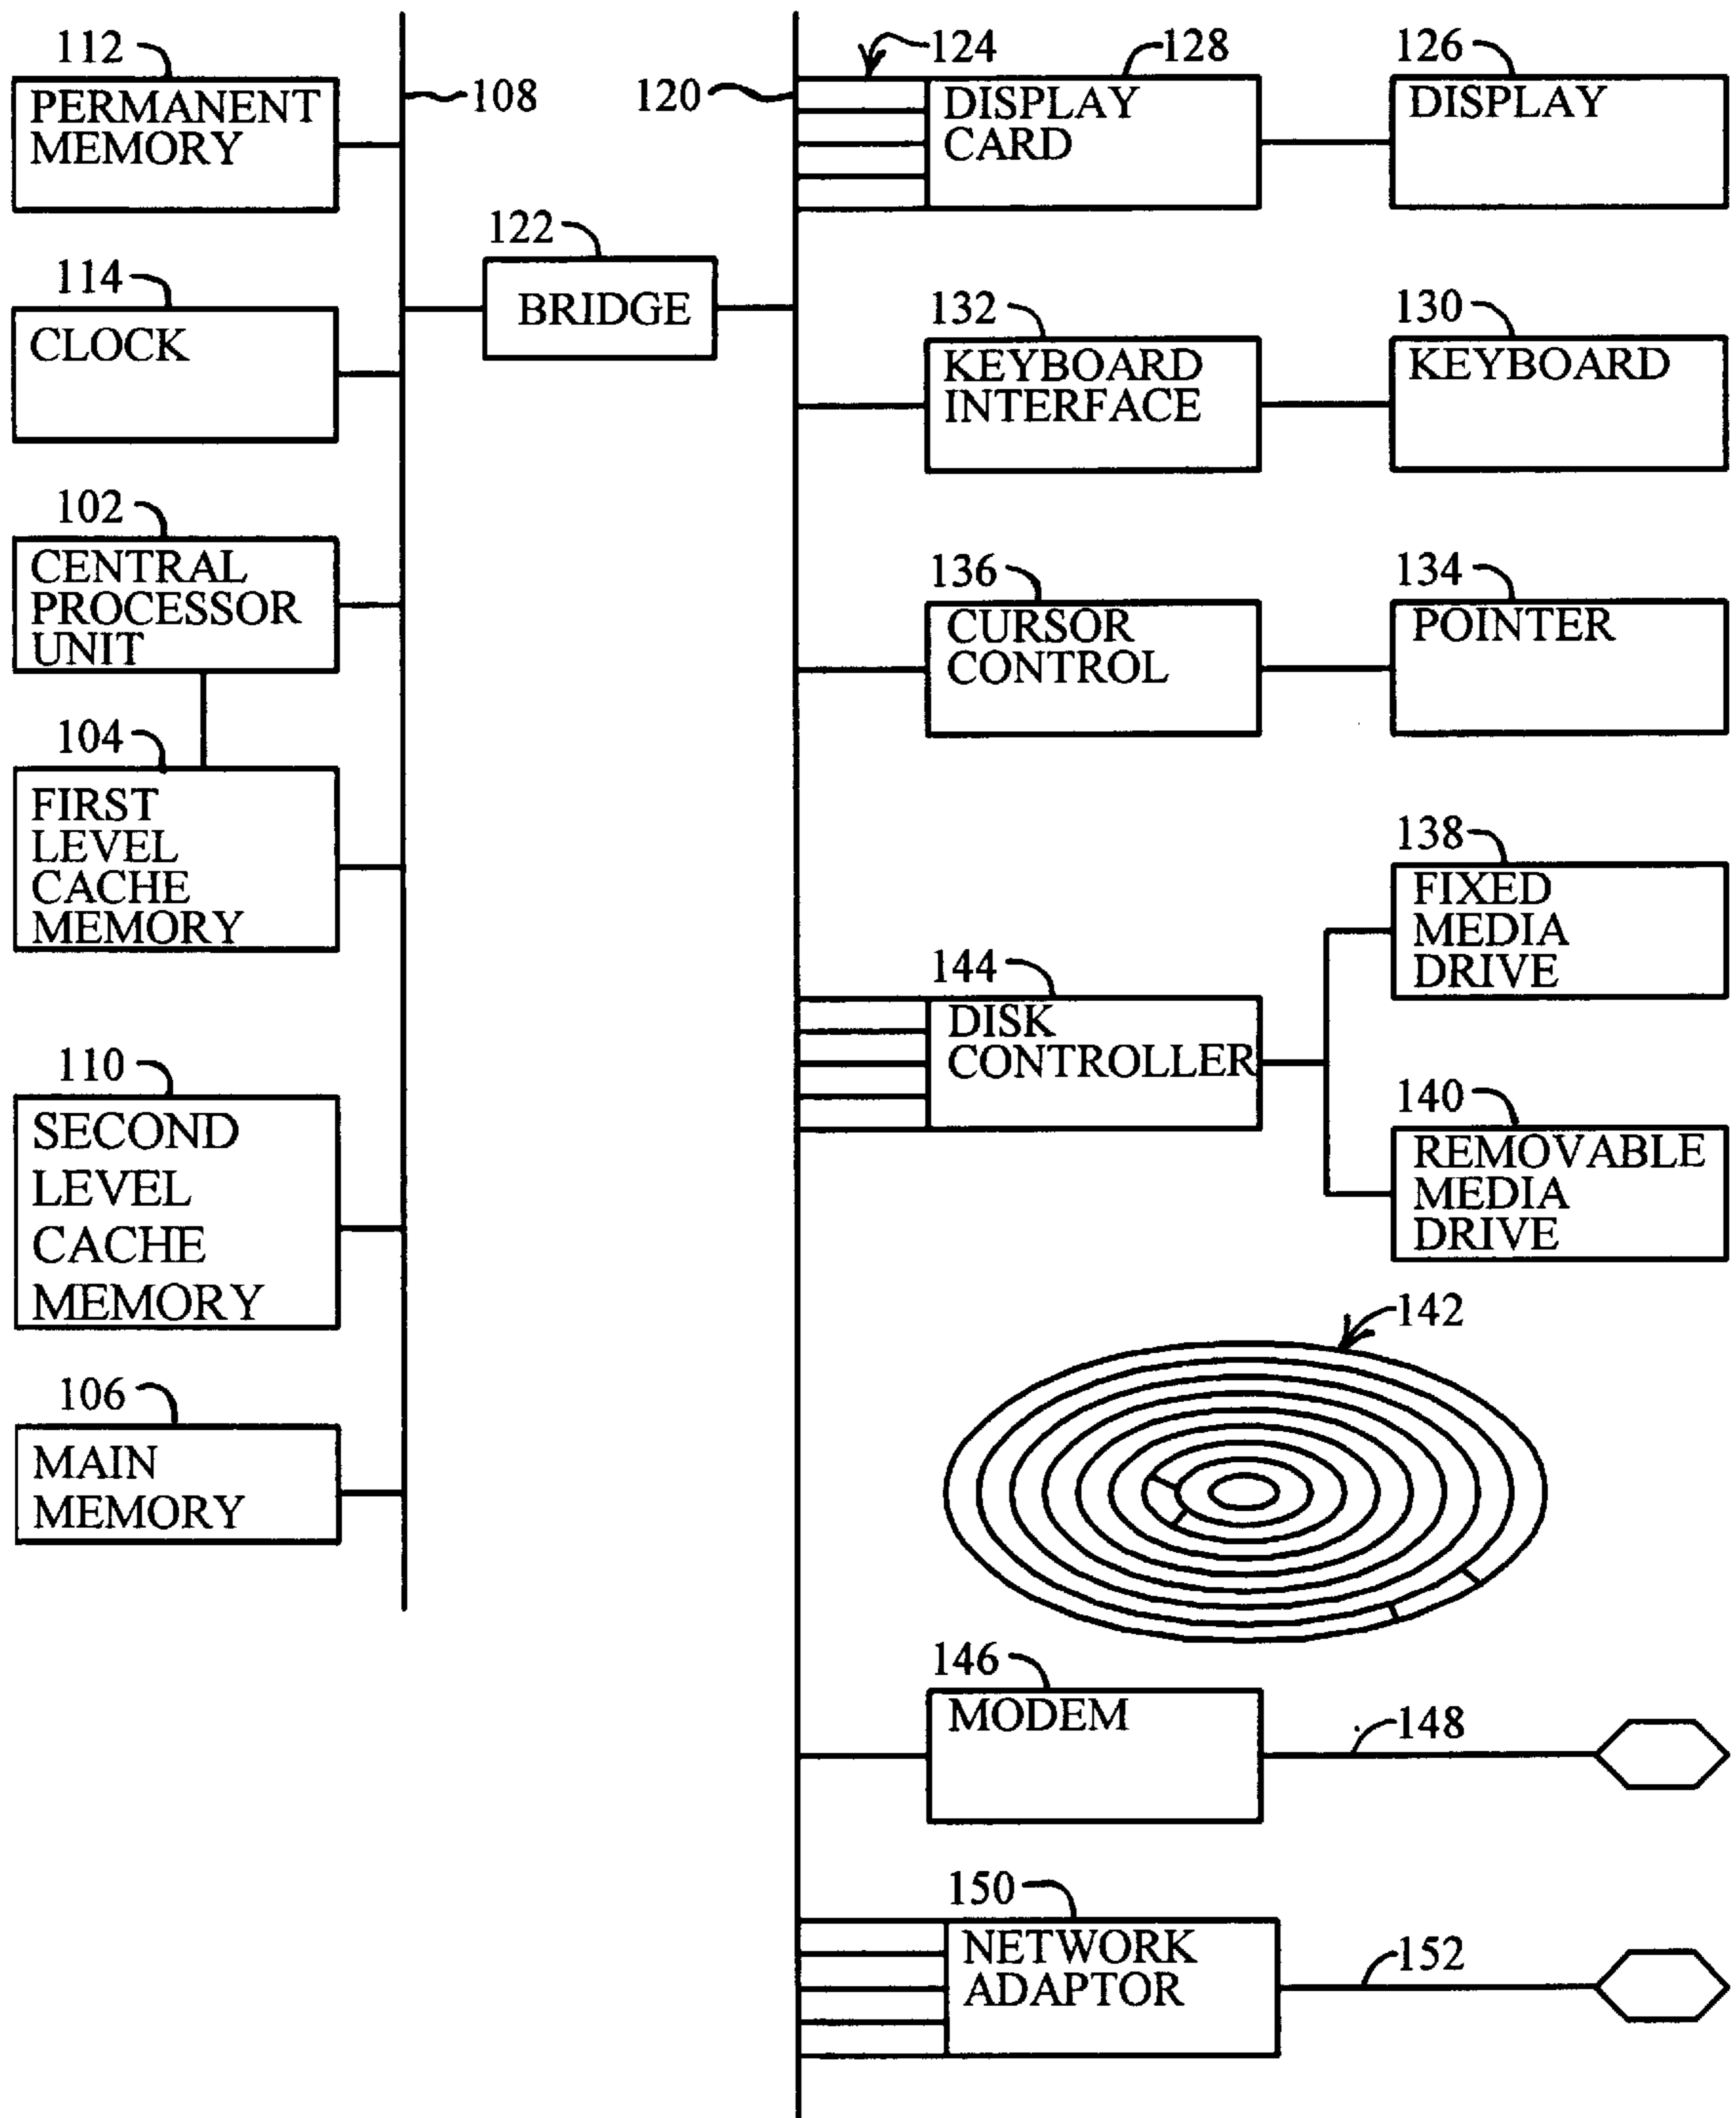 112
PERMANENT
MEMORY
108
114
CLOCK
102
CENTRAL
PROCESSOR
UNIT
104
FIRST
LEVEL
CACHE
MEMORY
110
SECOND
LEVEL
CACHE
MEMORY
106
MAIN
MEMORY
122
BRIDGE
120
124
128
DISPLAY
CARD
126
DISPLAY
132
KEYBOARD
INTERFACE
130
KEYBOARD
136
CURSOR
CONTROL
134
POINTER
138
FIXED
MEDIA
DRIVE
144
DISK
CONTROLLER
140
REMOVABLE
MEDIA
DRIVE
142
146
MODEM
148
150
NETWORK
ADAPTOR
152